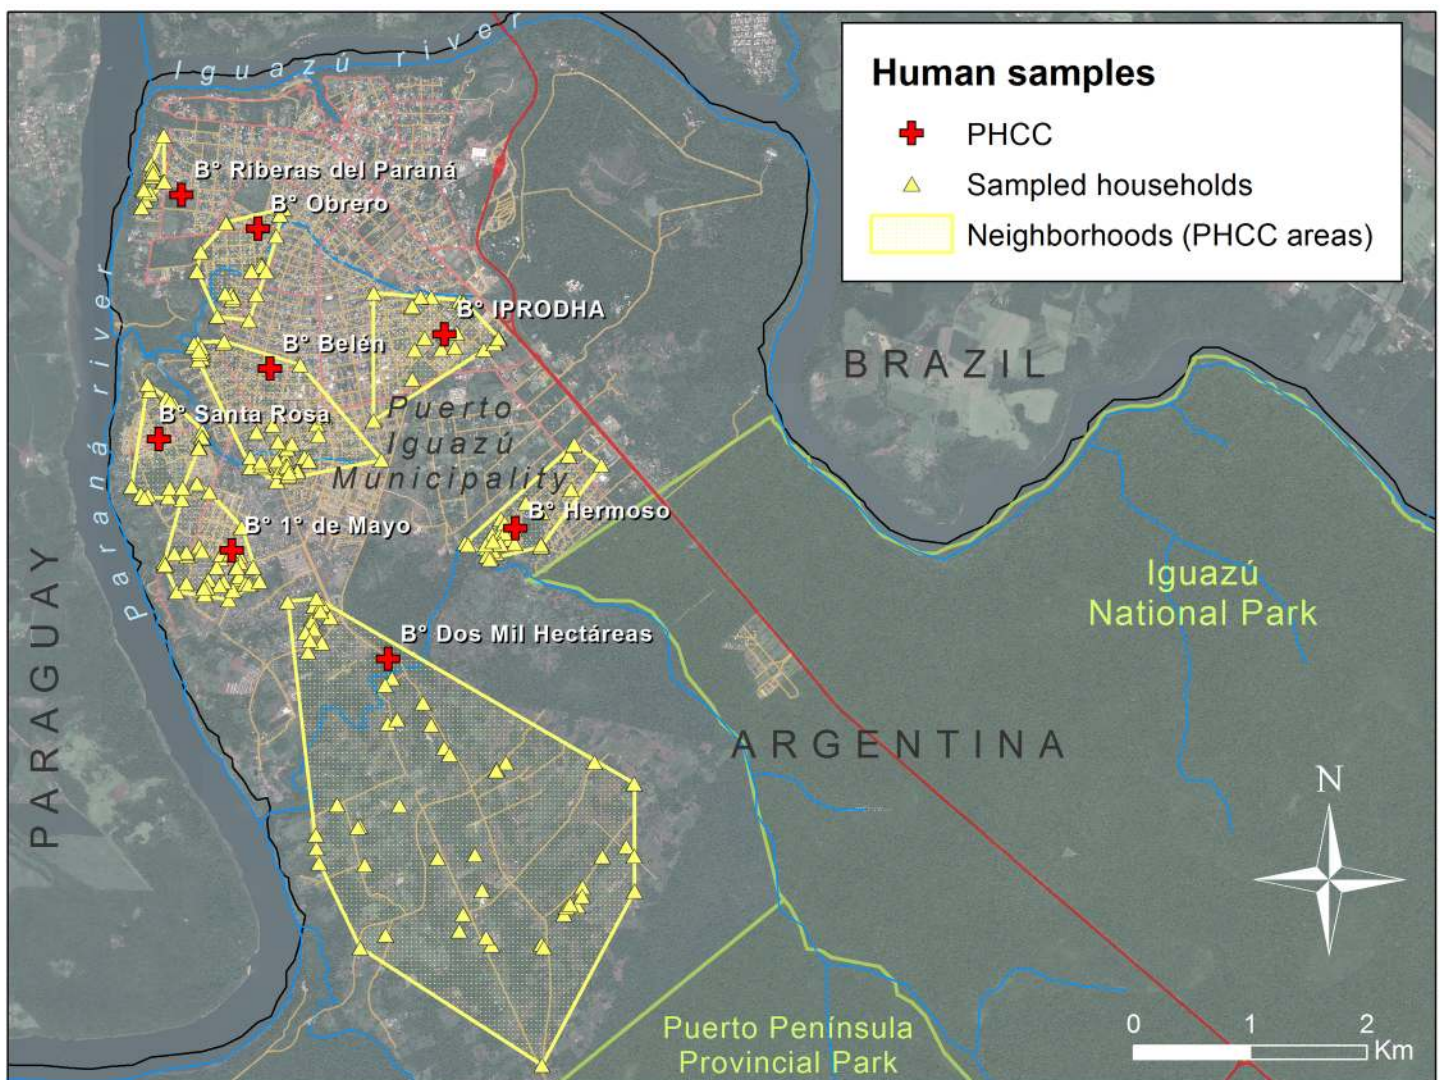 Iguazú river
Human samples
PHCC
Sampled households
Neighborhoods (PHCC areas)
B° Riberas del Paraná
B° Obrero
B° IPRODHA
B° Belén
BRAZIL
B° Santa Rosa
Puerto
Iguazú
Municipality
Paraná river
B° Hermoso
B° 1° de Mayo
PARAGUAY
Iguazú
National Park
B° Dos Mil Hectáreas
ARGENTINA
N
Puerto Península
Provincial Park
0 1 2
Km